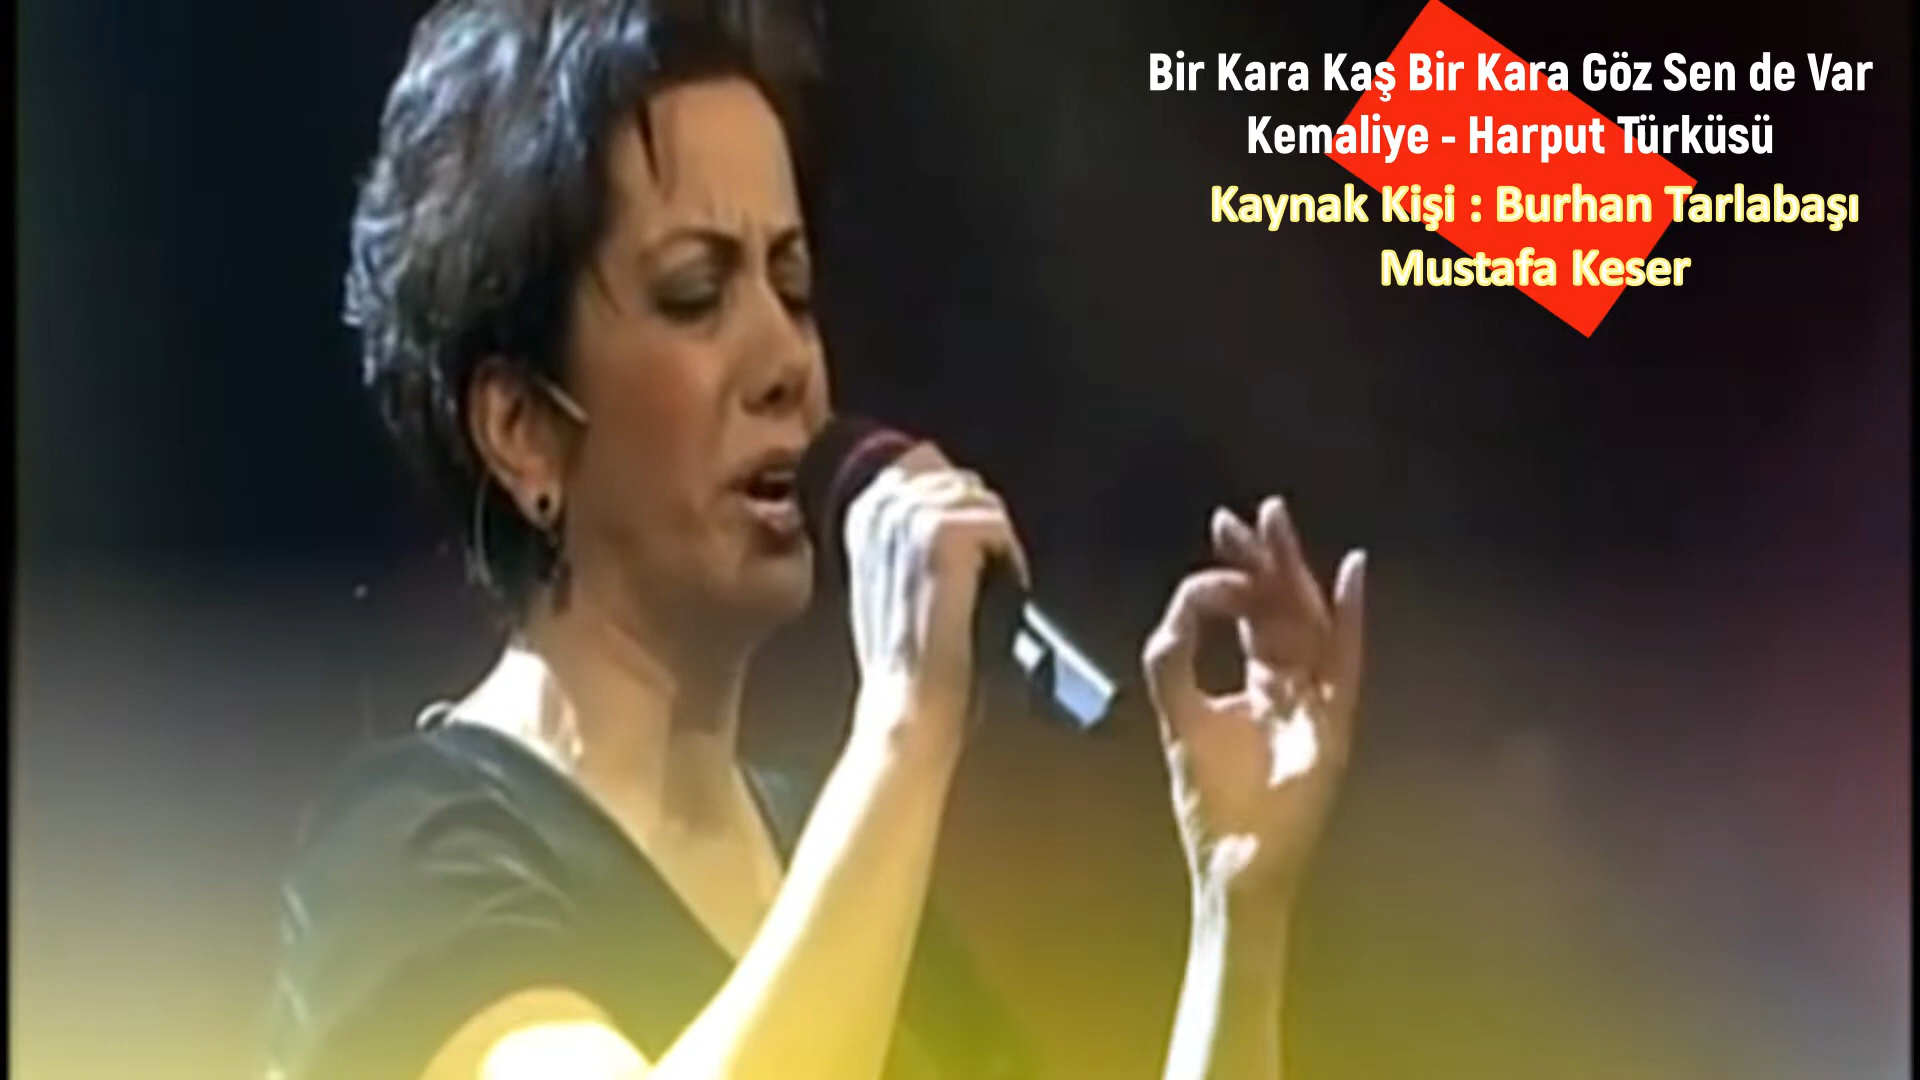 Bir Kara Kaş Bir Kara Göz Sen de Var
Kemaliye - Harput Türküsü
Kaynak Kişi : Burhan Tarlabaşı
Mustafa Keser